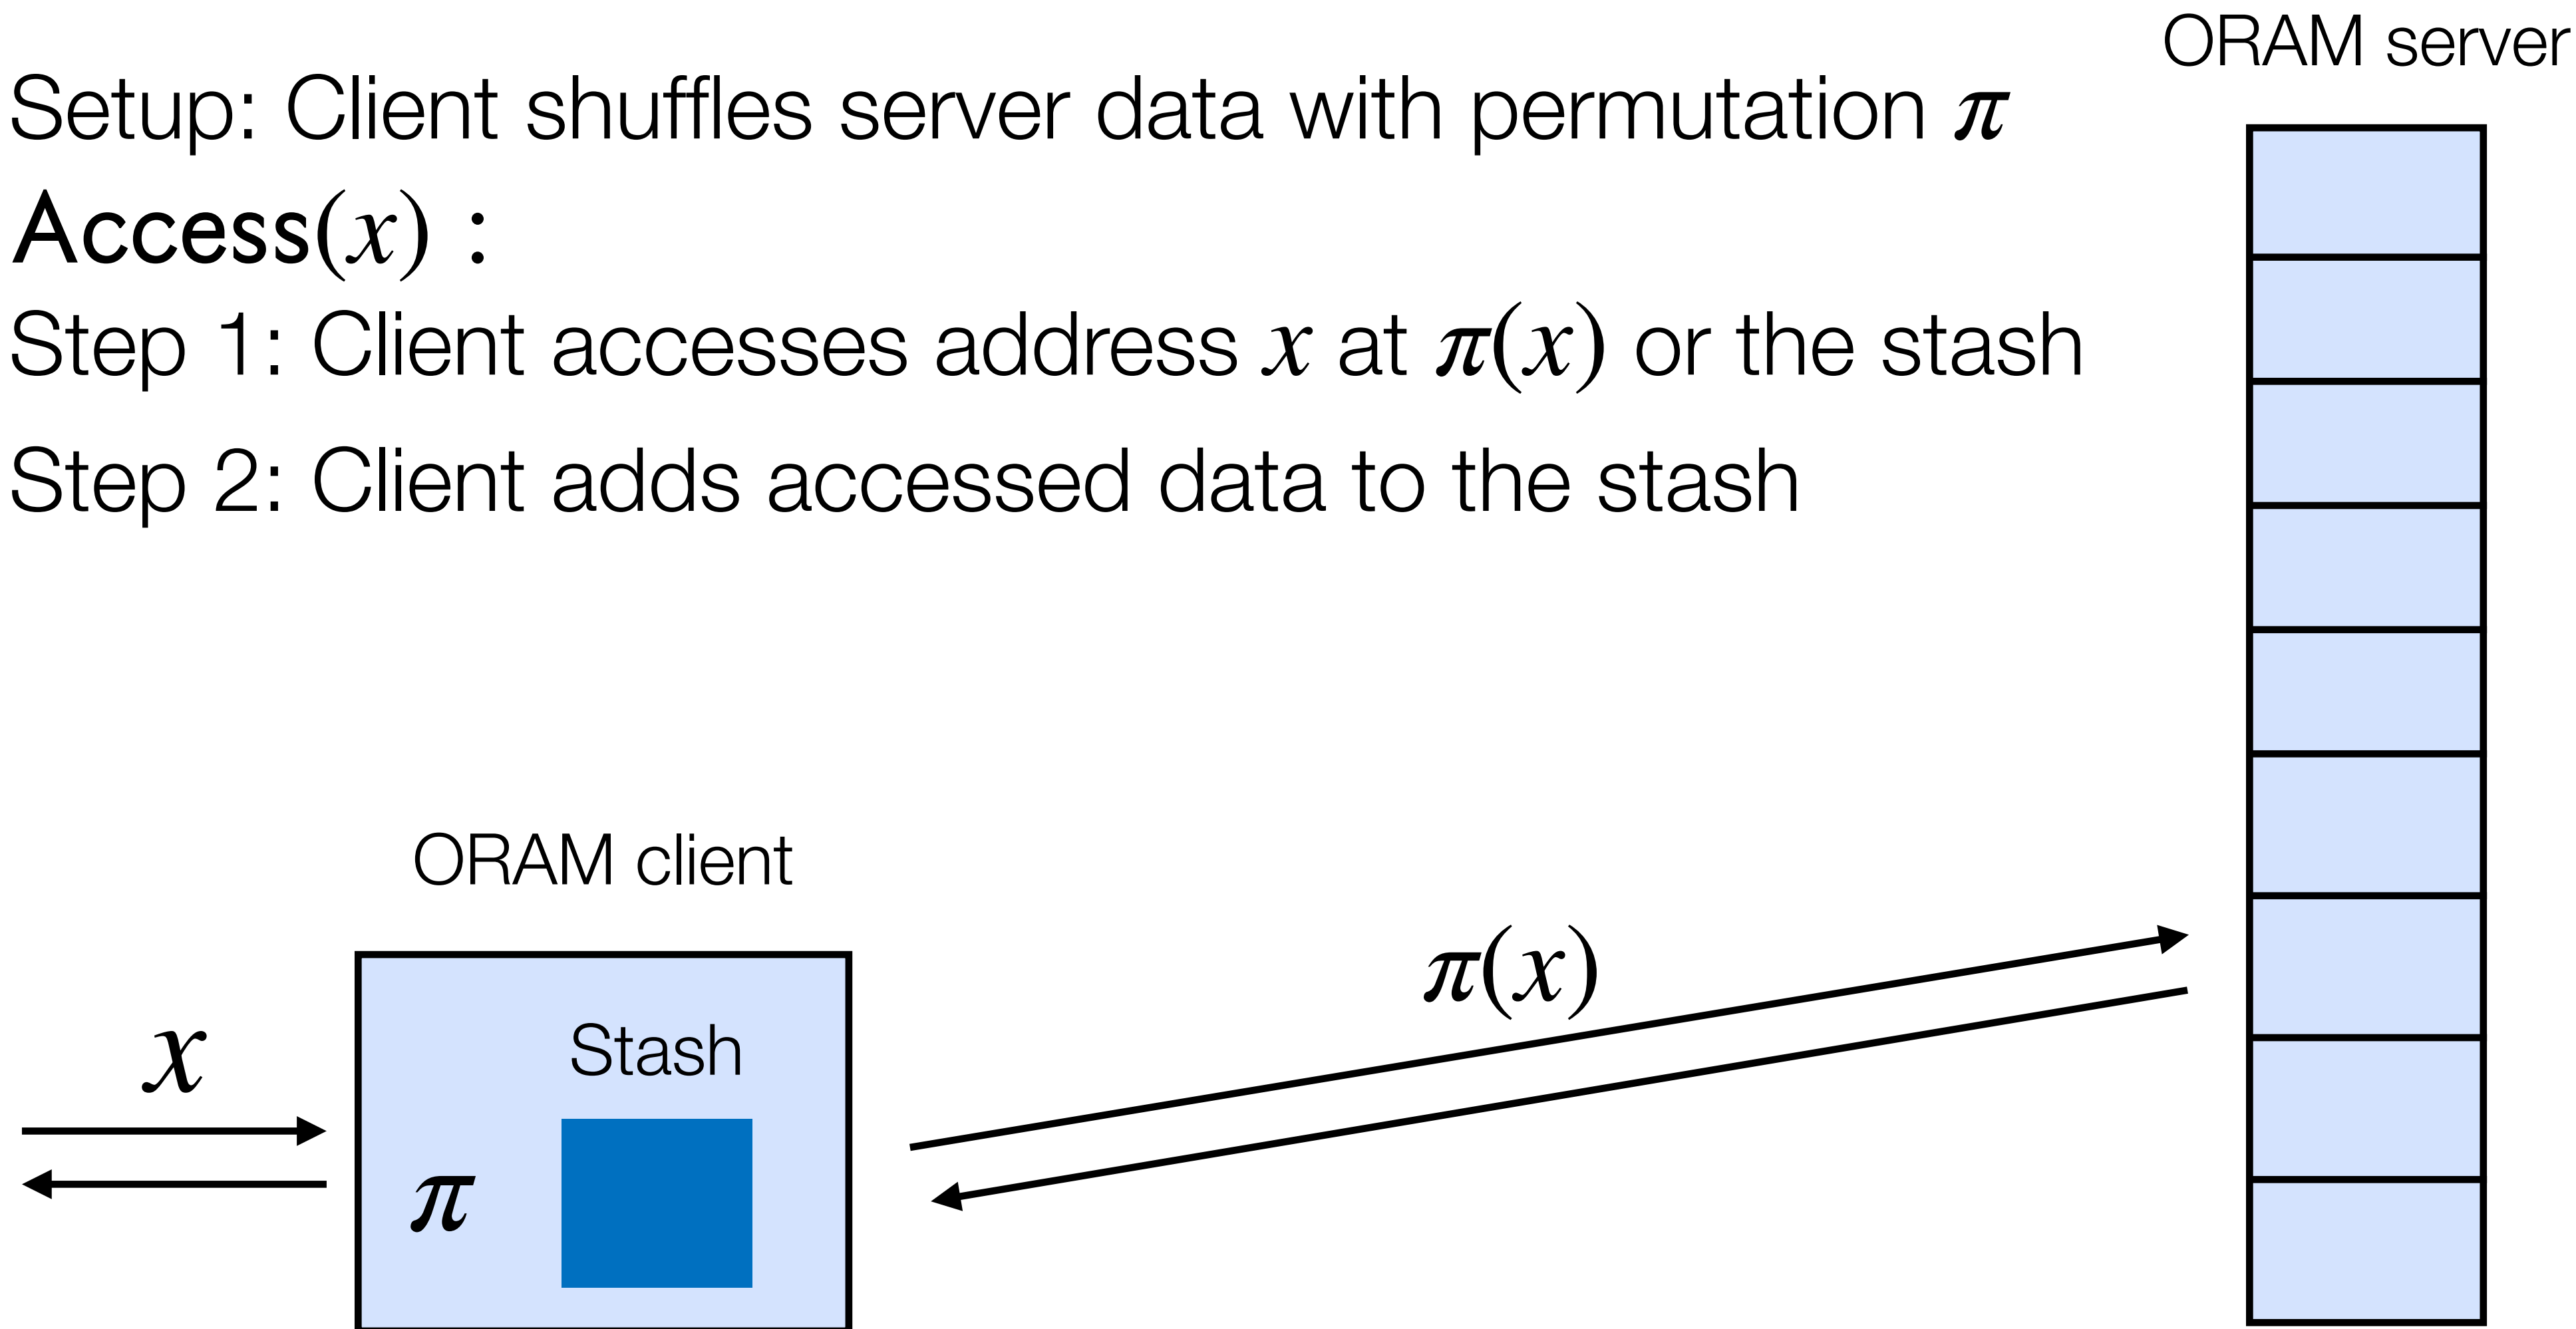 ORAM server
Setup: Client shuffles server data with permutation π
Access(x) :
Step 1: Client accesses address x at π(x) or the stash
Step 2: Client adds accessed data to the stash
ORAM client
π(x)
x
Stash
π